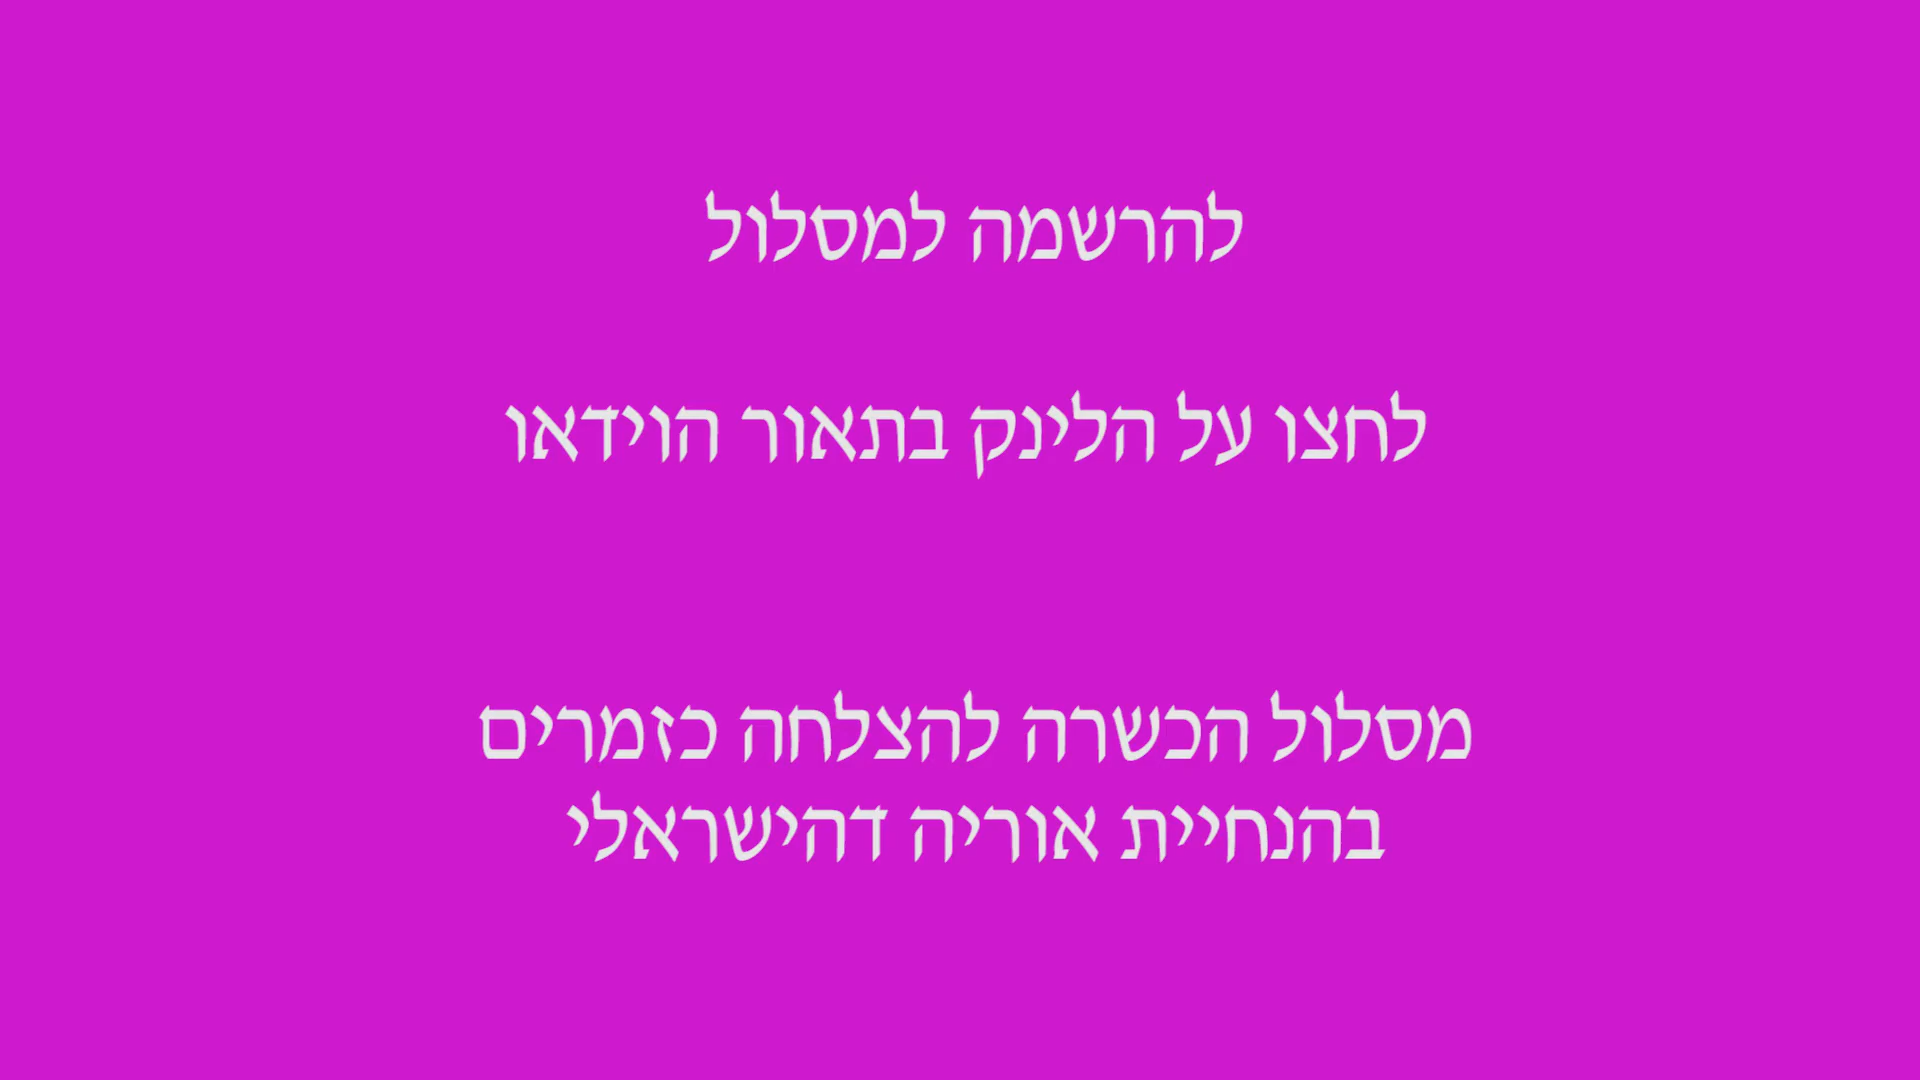 להרשמה למסלול
לחצו על הלינק בתאור הוידאו
מסלול הכשרה להצלחה כזמרים
בהנחיית אוריה דהישראלי